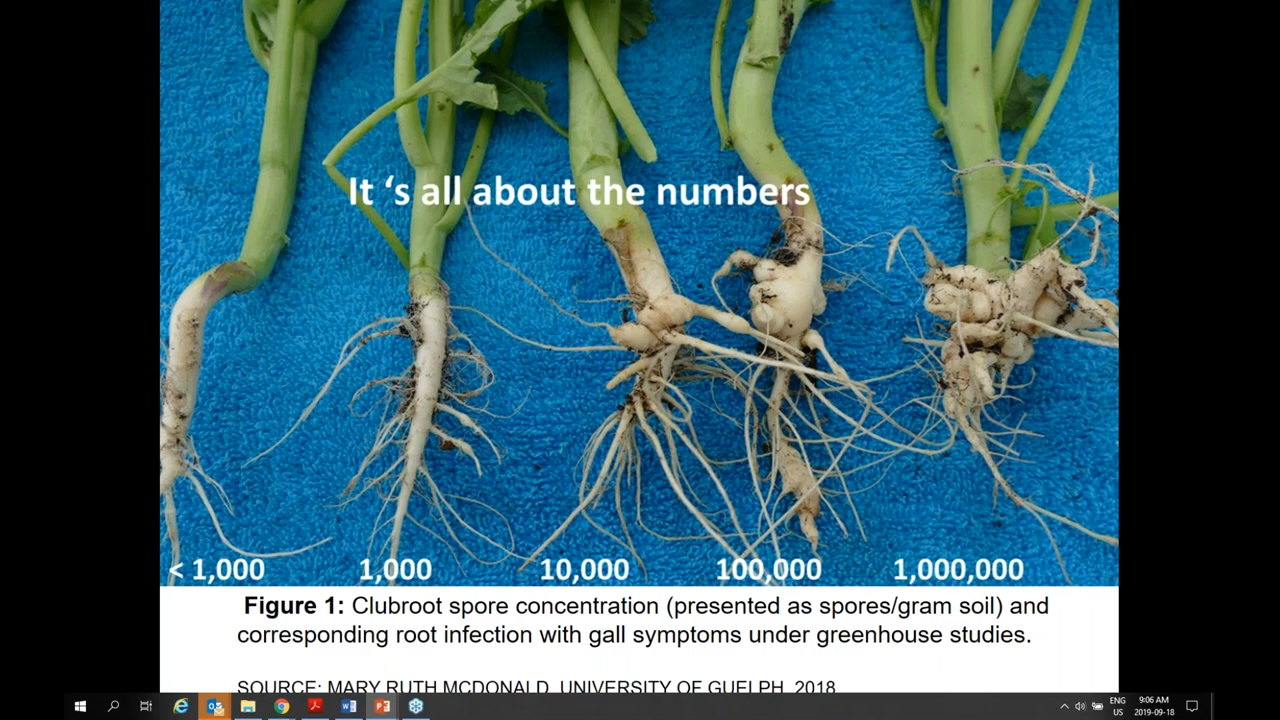 It ‘s all about the numbers
< 1,000 1,000 10,000 100,000 1,000,000
Figure 1: Clubroot spore concentration (presented as spores/gram soil) and
corresponding root infection with gall symptoms under greenhouse studies.
SOURCE: MARY RUTH MCDONALD, UNIVERSITY OF GUELPH, 2018
ENG 9:06 AM
US 2019-09-18